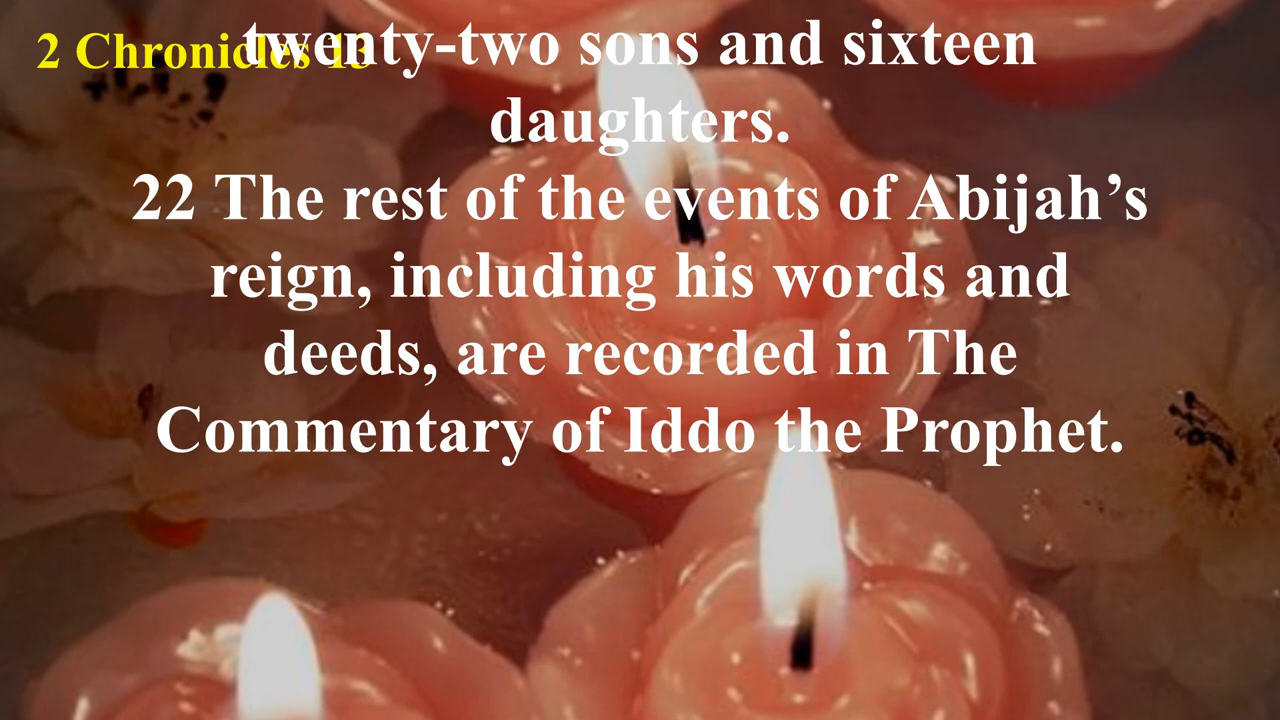 2 Chronicles 13
twenty-two sons and sixteen
daughters.
22 The rest of the events of Abijah’s
reign, including his words and
deeds, are recorded in The
Commentary of Iddo the Prophet.